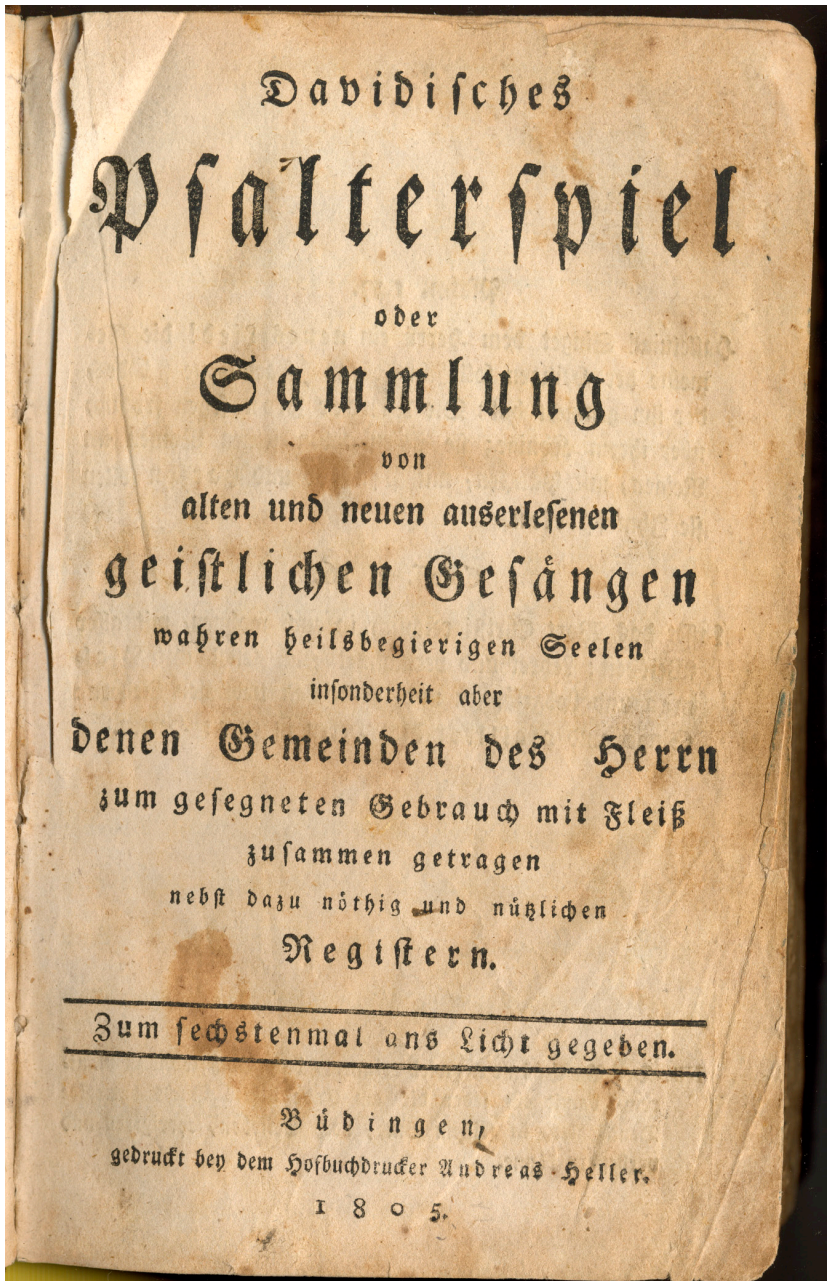 Davidisches
Psalterspiel
oder
Sammlung
von
alten und neuen auserlesenen
geistlichen Gesängen
wahren heilsbegierigen Seelen
insonderheit aber
denen Gemeinden des Herrn
zum gesegneten Gebrauch mit Fleiß
zusammen getragen
nebst dazu nöthig und nützlichen
Registern.
Zum sechstenmal ans Licht gegeben.
Büdingen,
gedruckt bey dem Hofbuchdrucker Andreas Heller.
1805.